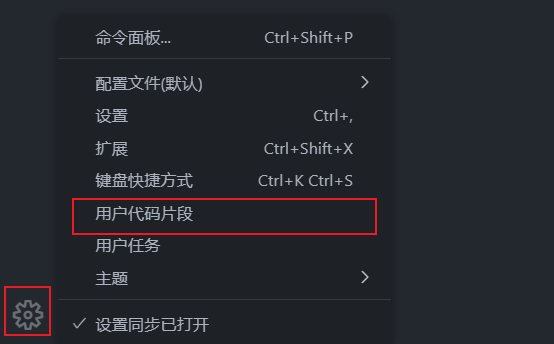 命令面板... Ctrl+Shift+P
配置文件(默认)
设置 Ctrl+,
扩展 Ctrl+Shift+X
键盘快捷方式 Ctrl+K Ctrl+S
用户代码片段
用户任务
主题
设置同步已打开